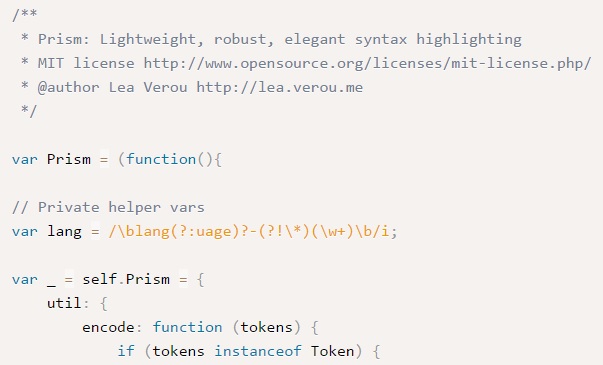 /**
 * Prism: Lightweight, robust, elegant syntax highlighting
 * MIT license http://www.opensource.org/licenses/mit-license.php/
 * @author Lea Verou http://lea.verou.me
 */

var Prism = (function(){

// Private helper vars
var lang = /\blang(?:uage)?-(?!\*)(\w+)\b/i;

var _ = self.Prism = {
    util: {
        encode: function (tokens) {
            if (tokens instanceof Token) {